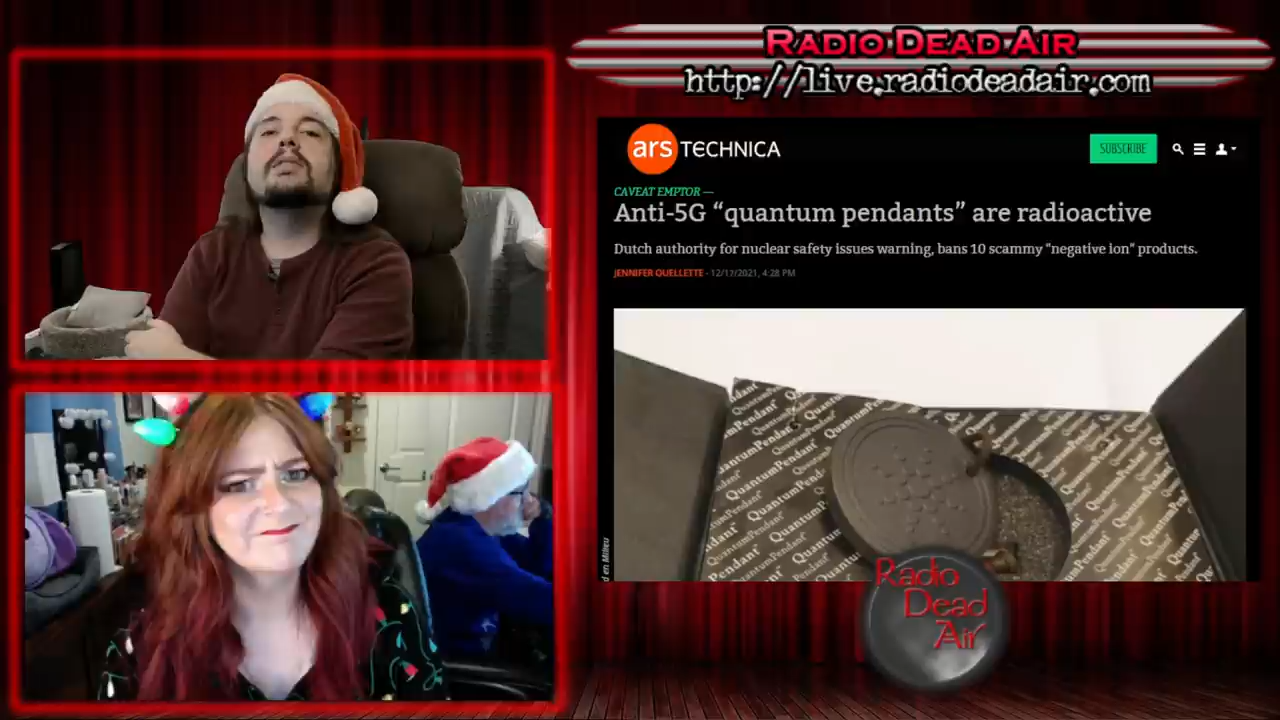 RADIO DEAD AIR
http://live.radiodeadair.com
ars TECHNICA
SUBSCRIBE
CAVEAT EMPTOR —
Anti-5G “quantum pendants” are radioactive
Dutch authority for nuclear safety issues warning, bans 10 scammy "negative ion" products.
JENNIFER OUELLETTE - 12/17/2021, 4:28 PM
QuantumPendant
d en Milieu
Radio
Dead
Air